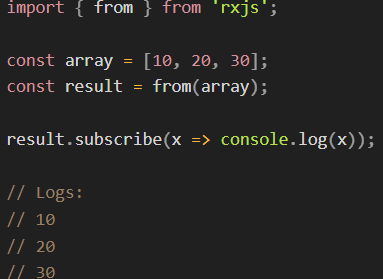 import { from } from 'rxjs';
const array = [10, 20, 30];
const result = from(array);
result.subscribe(x => console.log(x));
// Logs:
// 10
// 20
// 30